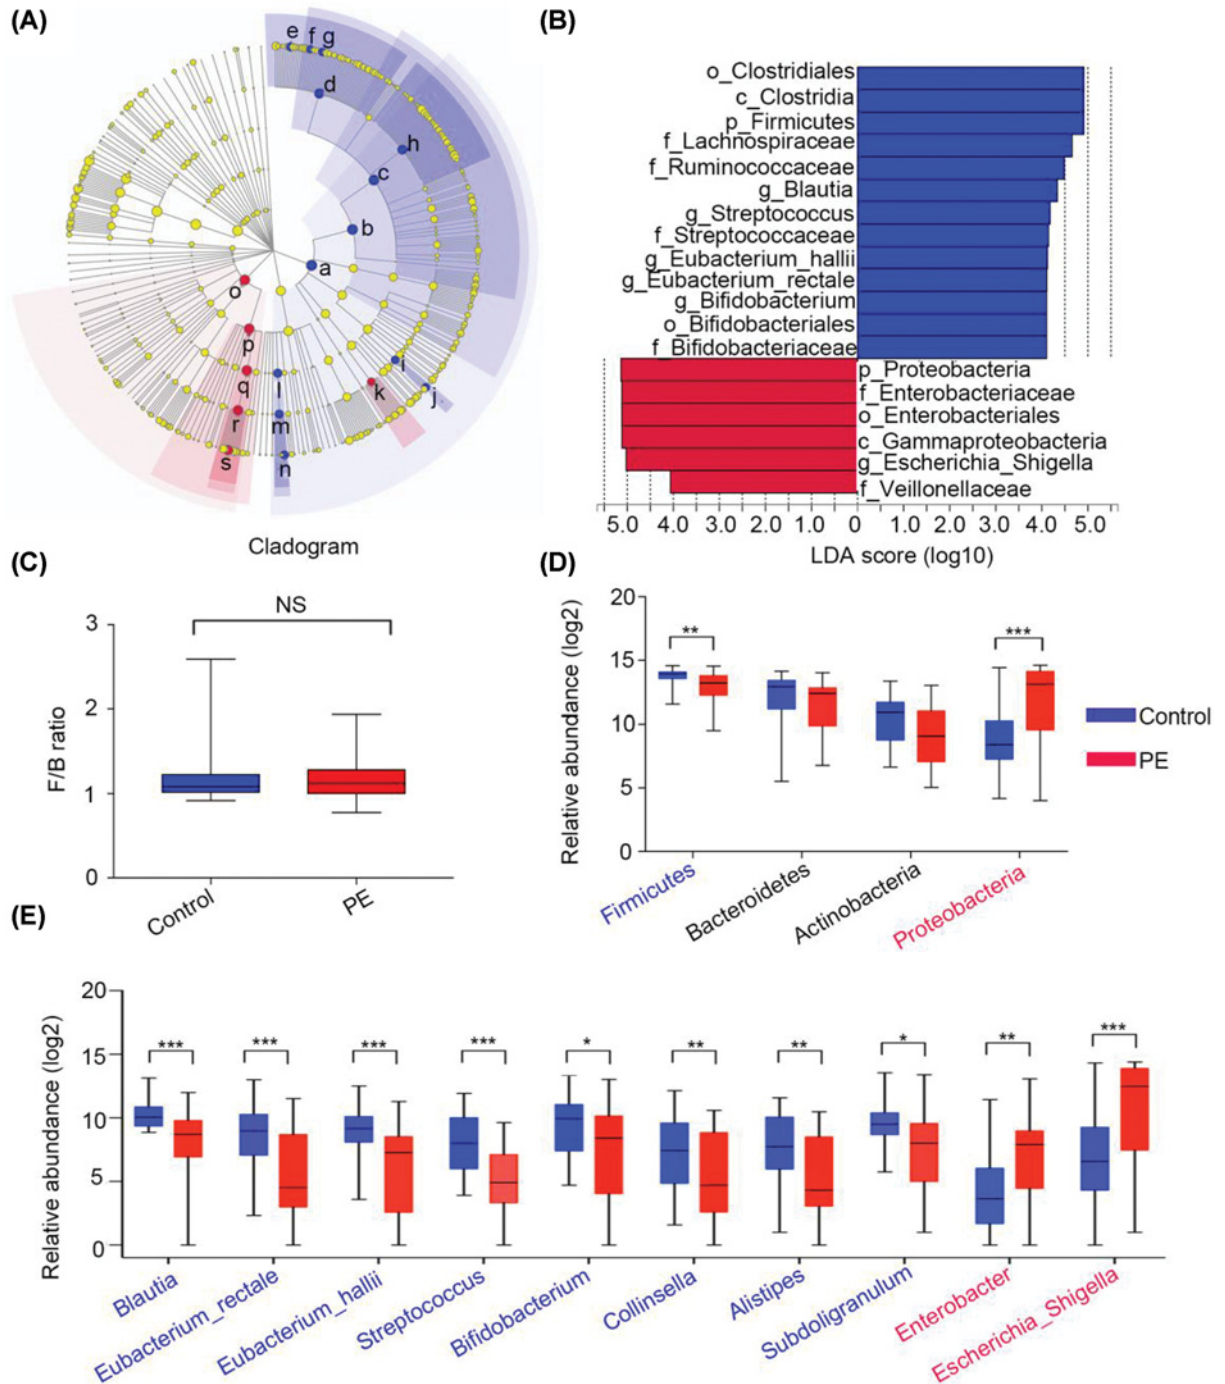 (A)
e f g
d
h
c
b
a
o
p
i
q
l
k
j
r
m
s
n
Cladogram
(B)
o_Clostridiales
c_Clostridia
p_Firmicutes
f_Lachnospiraceae
f_Ruminococcaceae
g_Blautia
g_Streptococcus
f_Streptococcaceae
g_Eubacterium_hallii
g_Eubacterium_rectale
g_Bifidobacterium
o_Bifidobacteriales
f_Bifidobacteriaceae
p_Proteobacteria
f_Enterobacteriaceae
o_Enterobacteriales
c_Gammaproteobacteria
g_Escherichia_Shigella
f_Veillonellaceae
5.0 4.0 3.0 2.0 1.0 0 1.0 2.0 3.0 4.0 5.0
LDA score (log10)
(C)
NS
3
2
1
0
F/B ratio
Control
PE
(D)
20
15
10
5
0
Relative abundance (log2)
** ***
Firmicutes
Bacteroidetes
Actinobacteria
Proteobacteria
Control
PE
(E)
20
15
10
5
0
Relative abundance (log2)
*** *** *** *** * ** ** * ** ***
Blautia
Eubacterium_rectale
Eubacterium_hallii
Streptococcus
Bifidobacterium
Collinsella
Alistipes
Subdoligranulum
Enterobacter
Escherichia_Shigella